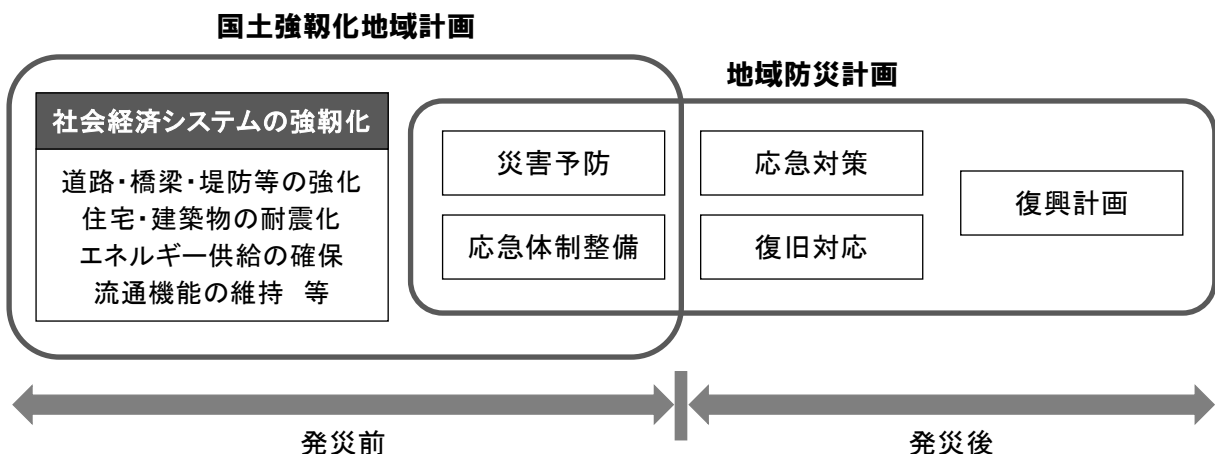 国土強靱化地域計画
地域防災計画
社会経済システムの強靱化
道路・橋梁・堤防等の強化
住宅・建築物の耐震化
エネルギー供給の確保
流通機能の維持　等
災害予防
応急体制整備
応急対策
復旧対応
復興計画
発災前
発災後